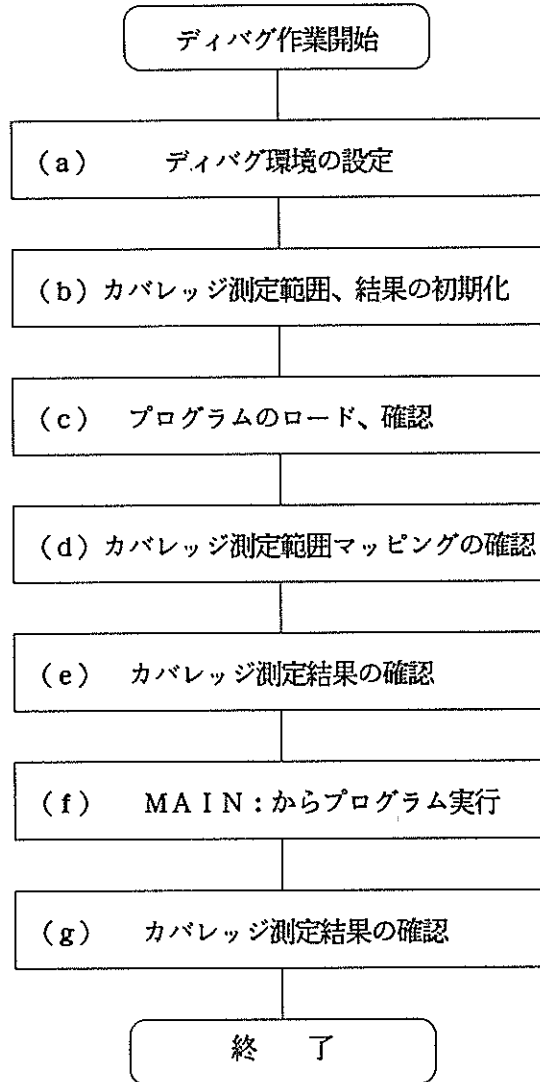 ディバグ作業開始
(a) ディバグ環境の設定
(b) カバレッジ測定範囲、結果の初期化
(c) プログラムのロード、確認
(d) カバレッジ測定範囲マッピングの確認
(e) カバレッジ測定結果の確認
(f) MAIN:からプログラム実行
(g) カバレッジ測定結果の確認
終 了